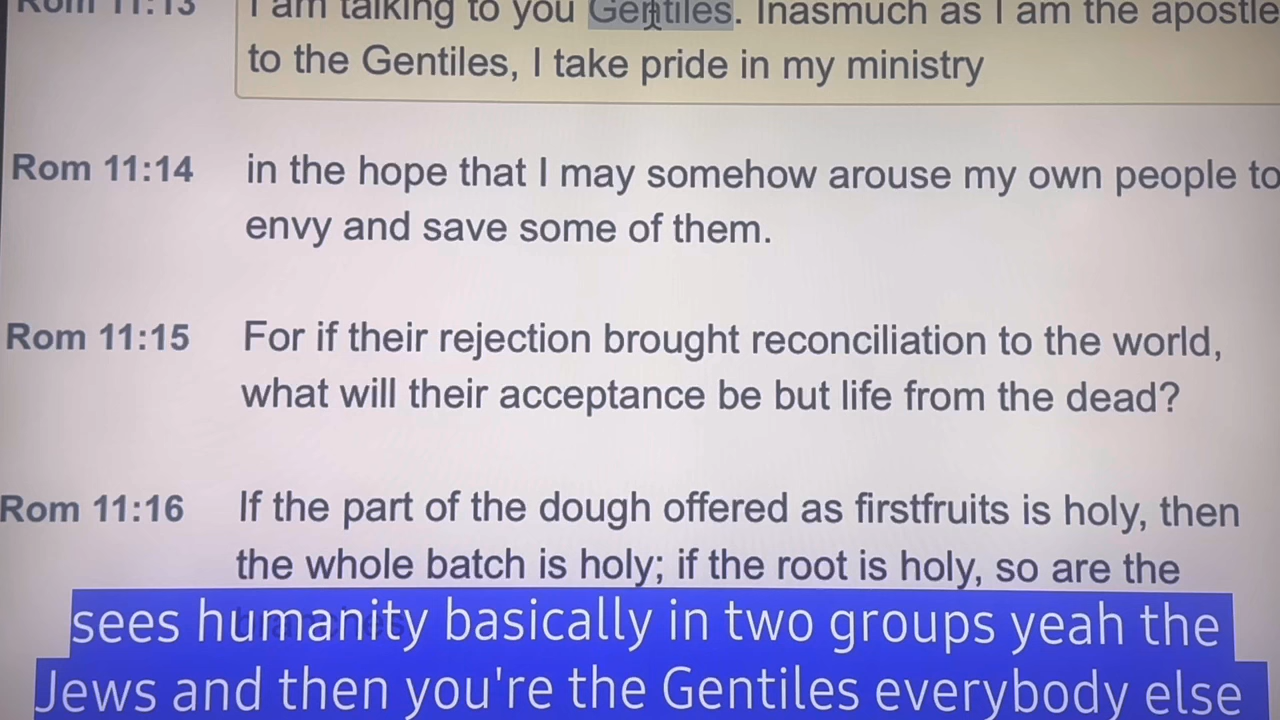 Rom 11:13 I am talking to you Gentiles. Inasmuch as I am the apostle
to the Gentiles, I take pride in my ministry
Rom 11:14 in the hope that I may somehow arouse my own people to
envy and save some of them.
Rom 11:15 For if their rejection brought reconciliation to the world,
what will their acceptance be but life from the dead?
Rom 11:16 If the part of the dough offered as firstfruits is holy, then
the whole batch is holy; if the root is holy, so are the
branches
sees humanity basically in two groups yeah the
Jews and then you're the Gentiles everybody else